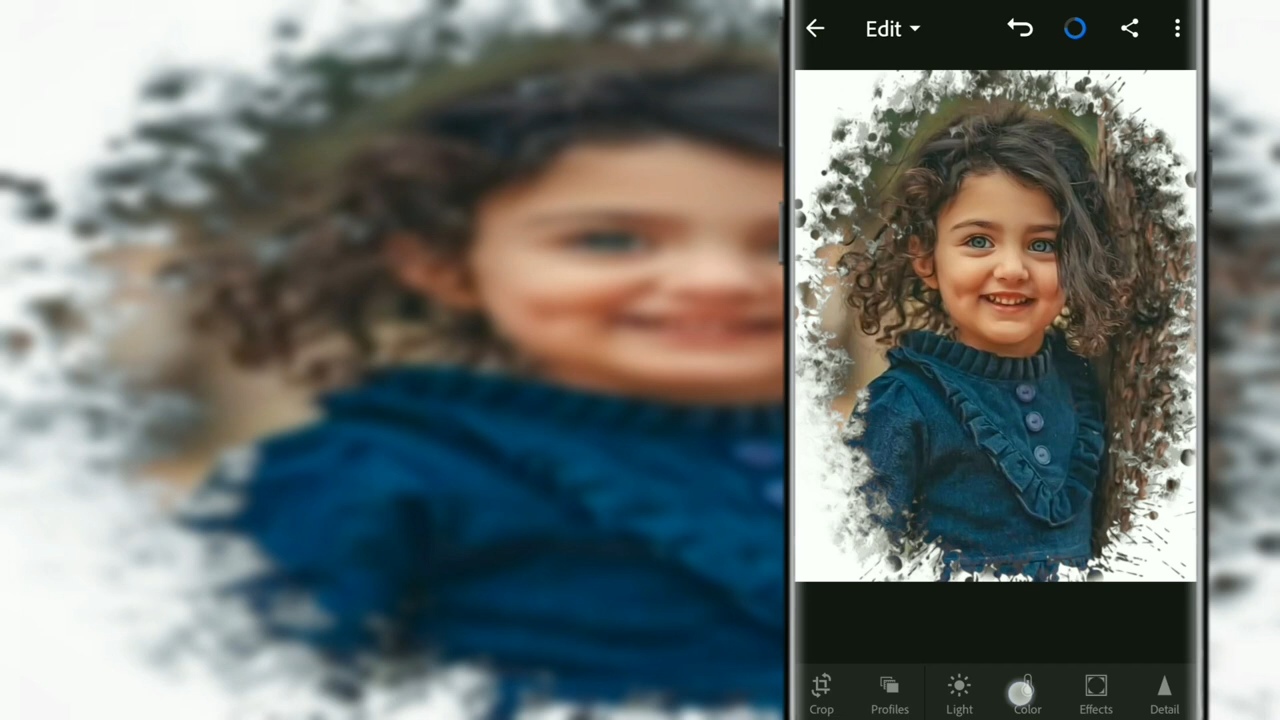 Edit
Crop
Profiles
Light
Color
Effects
Detail